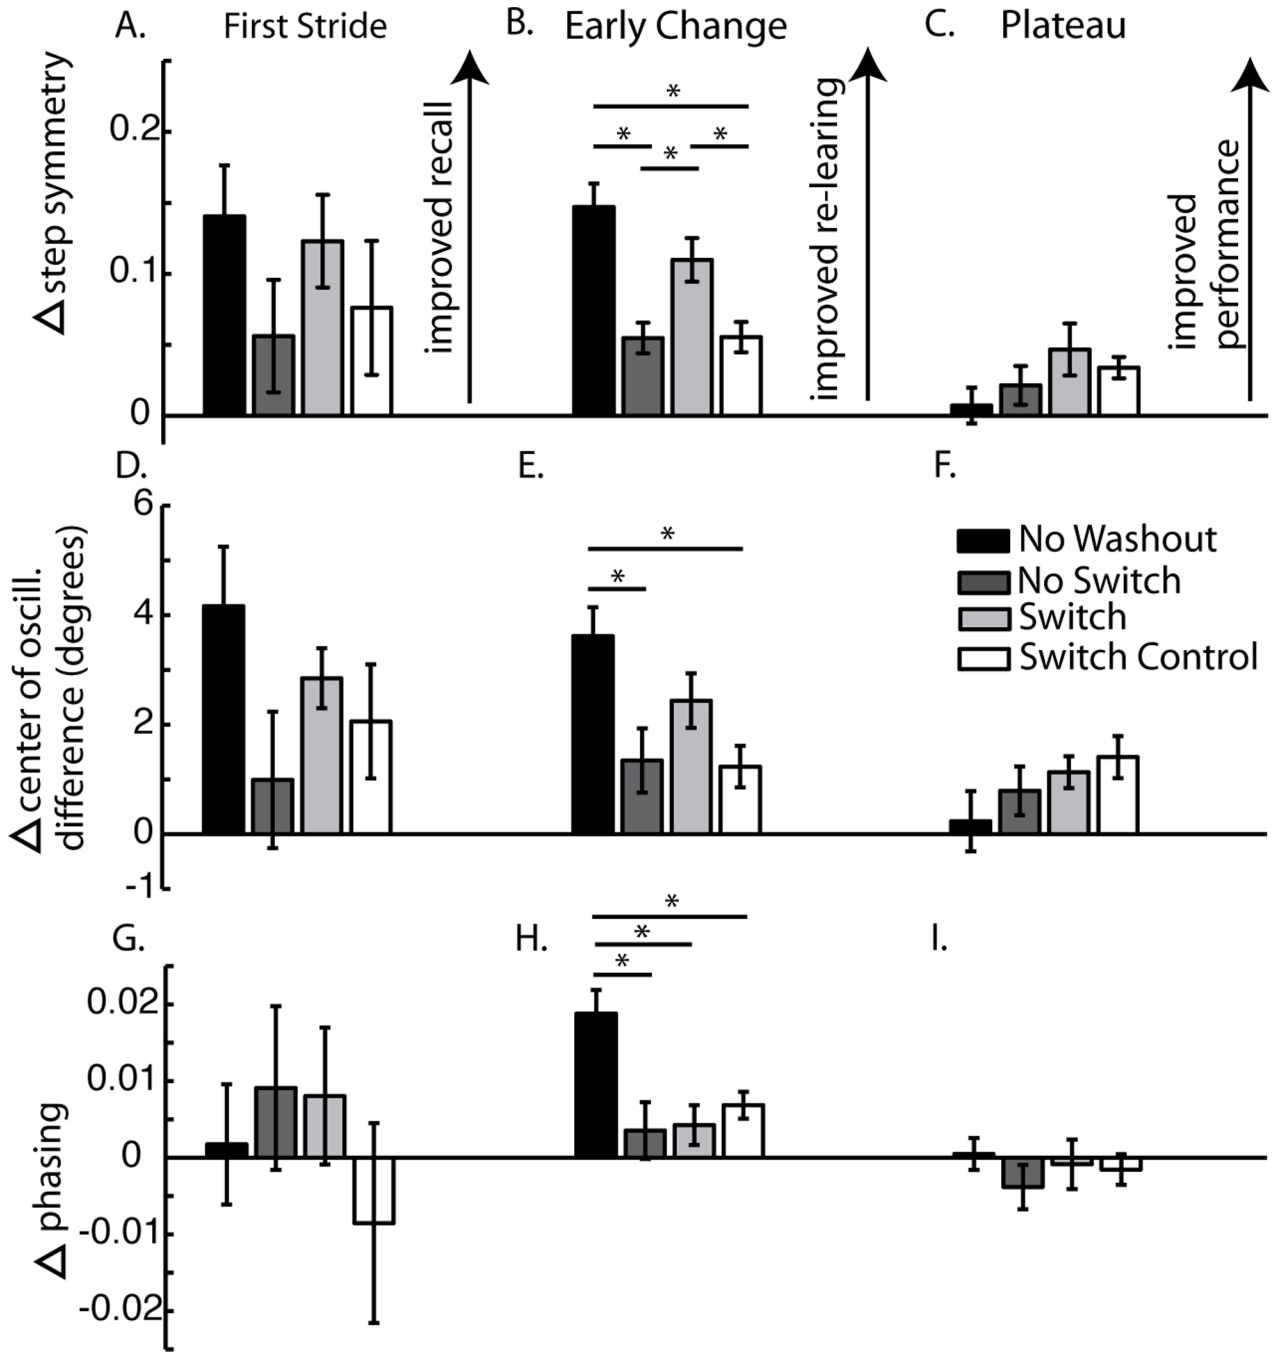 A. First Stride
B. Early Change
C. Plateau
Δ step symmetry
0.2
0.1
0
improved recall
* 
* *
*
improved re-learing
improved
performance
D.
E.
F.
Δ center of oscill.
difference (degrees)
6
4
2
0
-1
*
*
No Washout
No Switch
Switch
Switch Control
G.
H.
I.
Δ phasing
0.02
0.01
0
-0.01
-0.02
*
*
*